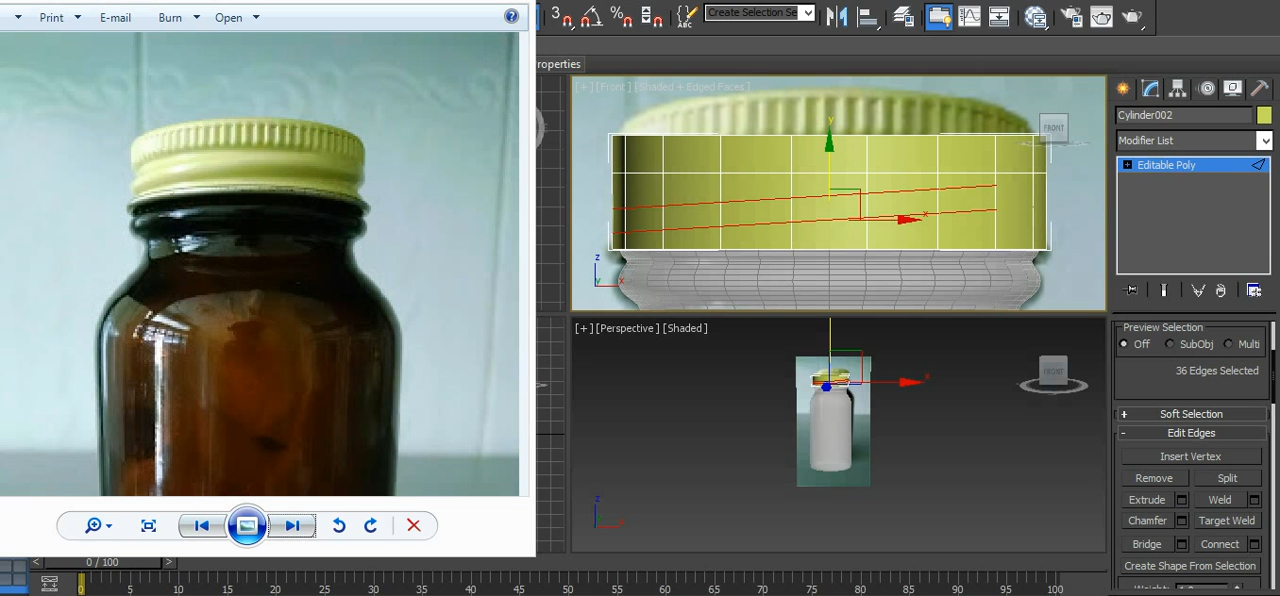 Print E-mail Burn Open
3 % ABC Create Selection Se
roperties
[+][Front][Shaded + Edged Faces]
FRONT
y
x
z
y x
Cylinder002
Modifier List
Editable Poly
Preview Selection
Off SubObj Multi
36 Edges Selected
+ Soft Selection
- Edit Edges
Insert Vertex
Remove Split
Extrude Weld
Chamfer Target Weld
Bridge Connect
Create Shape From Selection
[+][Perspective][Shaded]
FRONT
x
z
< 0 / 100 >
0 5 10 15 20 25 30 35 40 45 50 55 60 65 70 75 80 85 90 95 100